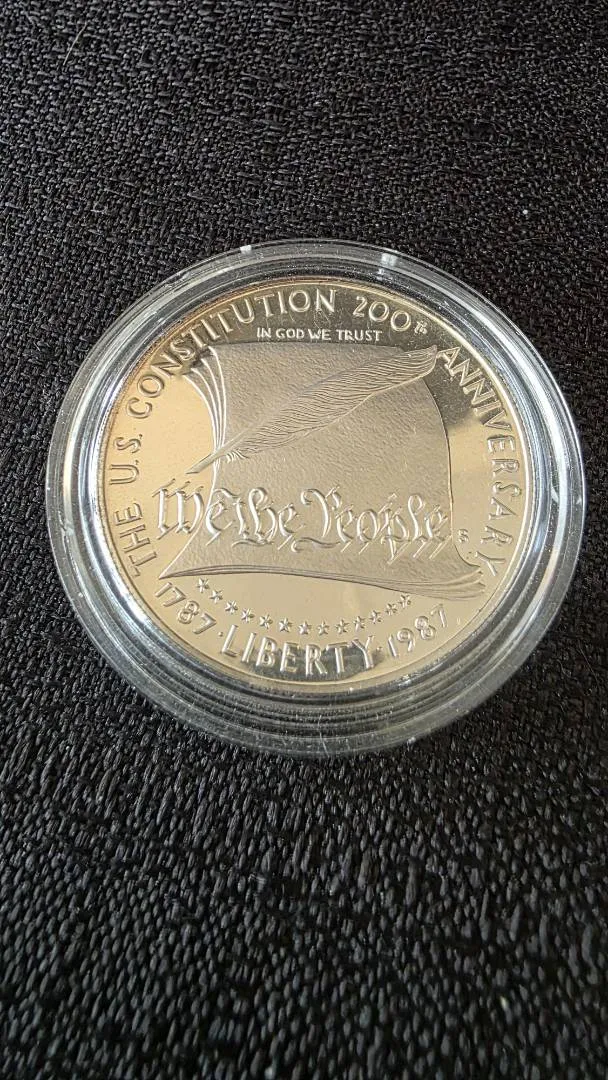 THE U.S. CONSTITUTION 200th ANNIVERSARY
IN GOD WE TRUST
We the People
S
1787 · LIBERTY · 1987